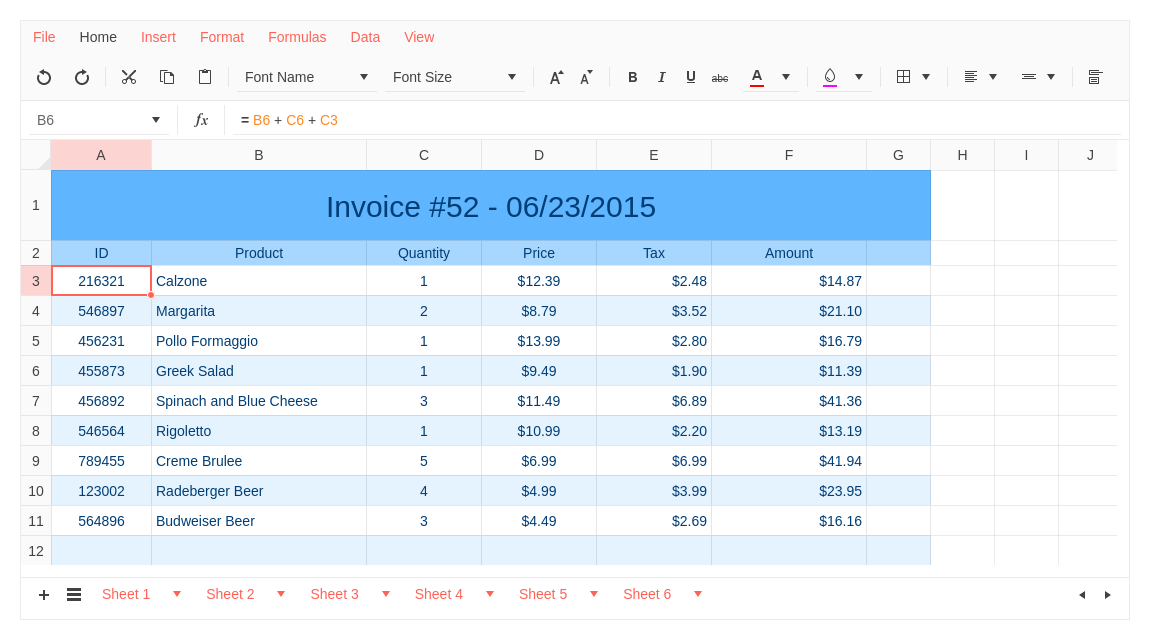 File Home Insert Format Formulas Data View
Font Name Font Size A A B I U abc A
B6 fx = B6 + C6 + C3
A B C D E F G H I J
1 Invoice #52 - 06/23/2015
2 ID Product Quantity Price Tax Amount
3 216321 Calzone 1 $12.39 $2.48 $14.87
4 546897 Margarita 2 $8.79 $3.52 $21.10
5 456231 Pollo Formaggio 1 $13.99 $2.80 $16.79
6 455873 Greek Salad 1 $9.49 $1.90 $11.39
7 456892 Spinach and Blue Cheese 3 $11.49 $6.89 $41.36
8 546564 Rigoletto 1 $10.99 $2.20 $13.19
9 789455 Creme Brulee 5 $6.99 $6.99 $41.94
10 123002 Radeberger Beer 4 $4.99 $3.99 $23.95
11 564896 Budweiser Beer 3 $4.49 $2.69 $16.16
12
Sheet 1 Sheet 2 Sheet 3 Sheet 4 Sheet 5 Sheet 6